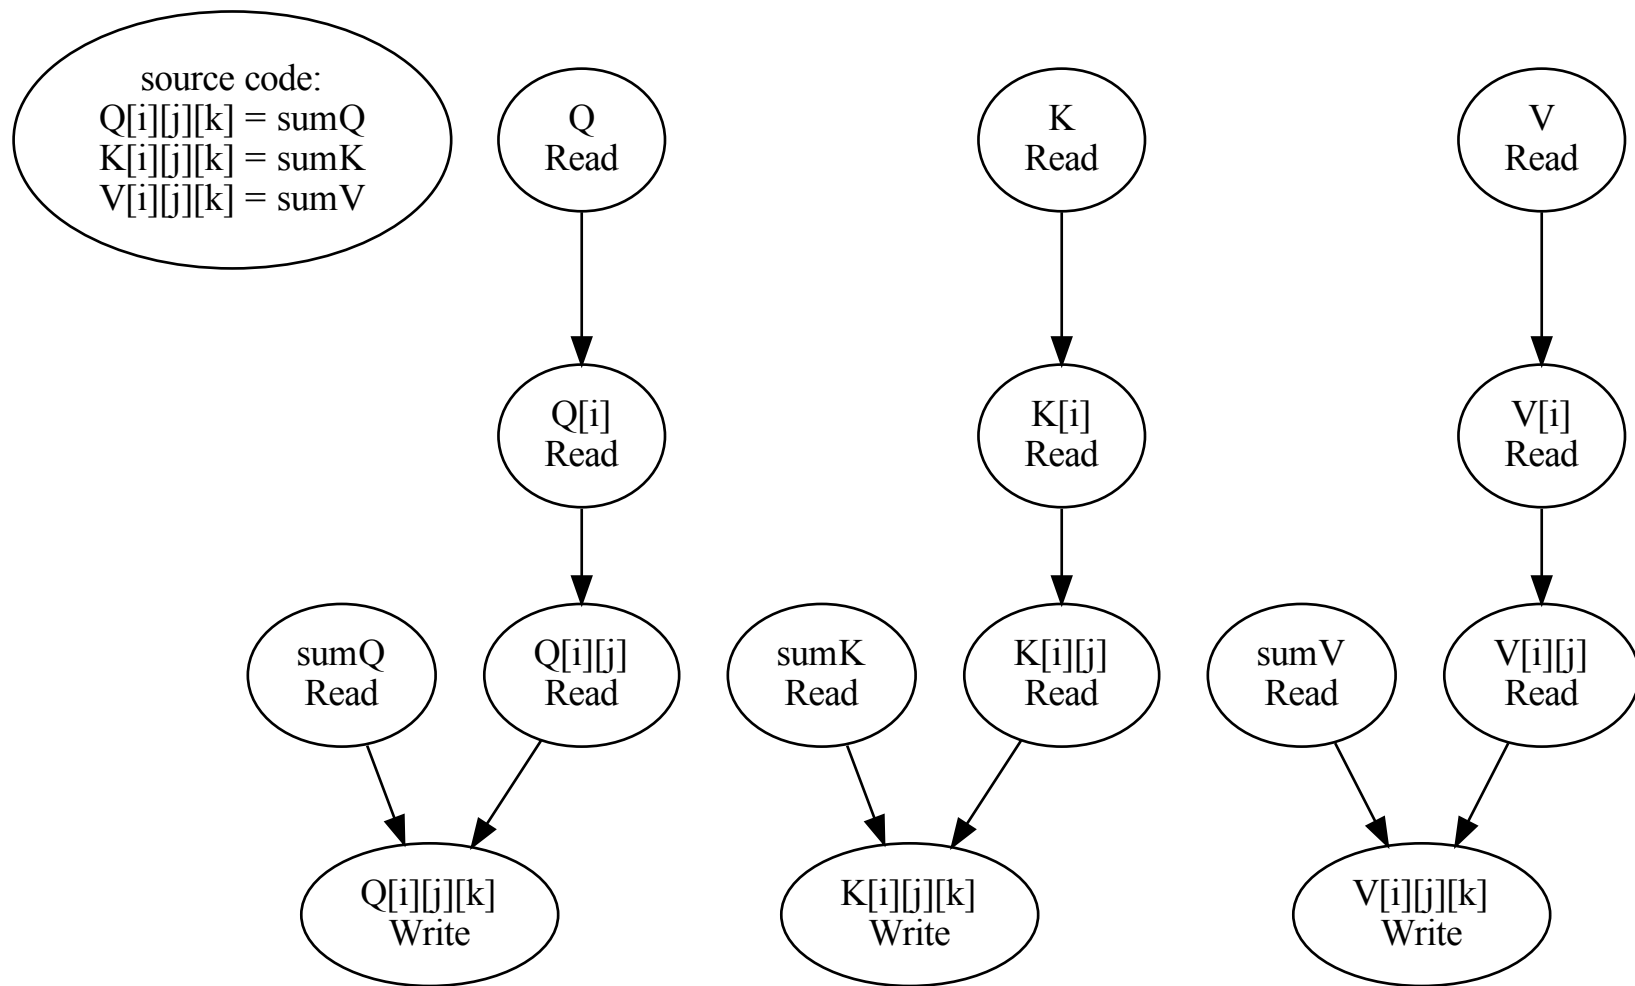 source code:
Q[i][j][k] = sumQ
K[i][j][k] = sumK
V[i][j][k] = sumV
Q
Read
K
Read
V
Read
Q[i]
Read
K[i]
Read
V[i]
Read
sumQ
Read
Q[i][j]
Read
sumK
Read
K[i][j]
Read
sumV
Read
V[i][j]
Read
Q[i][j][k]
Write
K[i][j][k]
Write
V[i][j][k]
Write